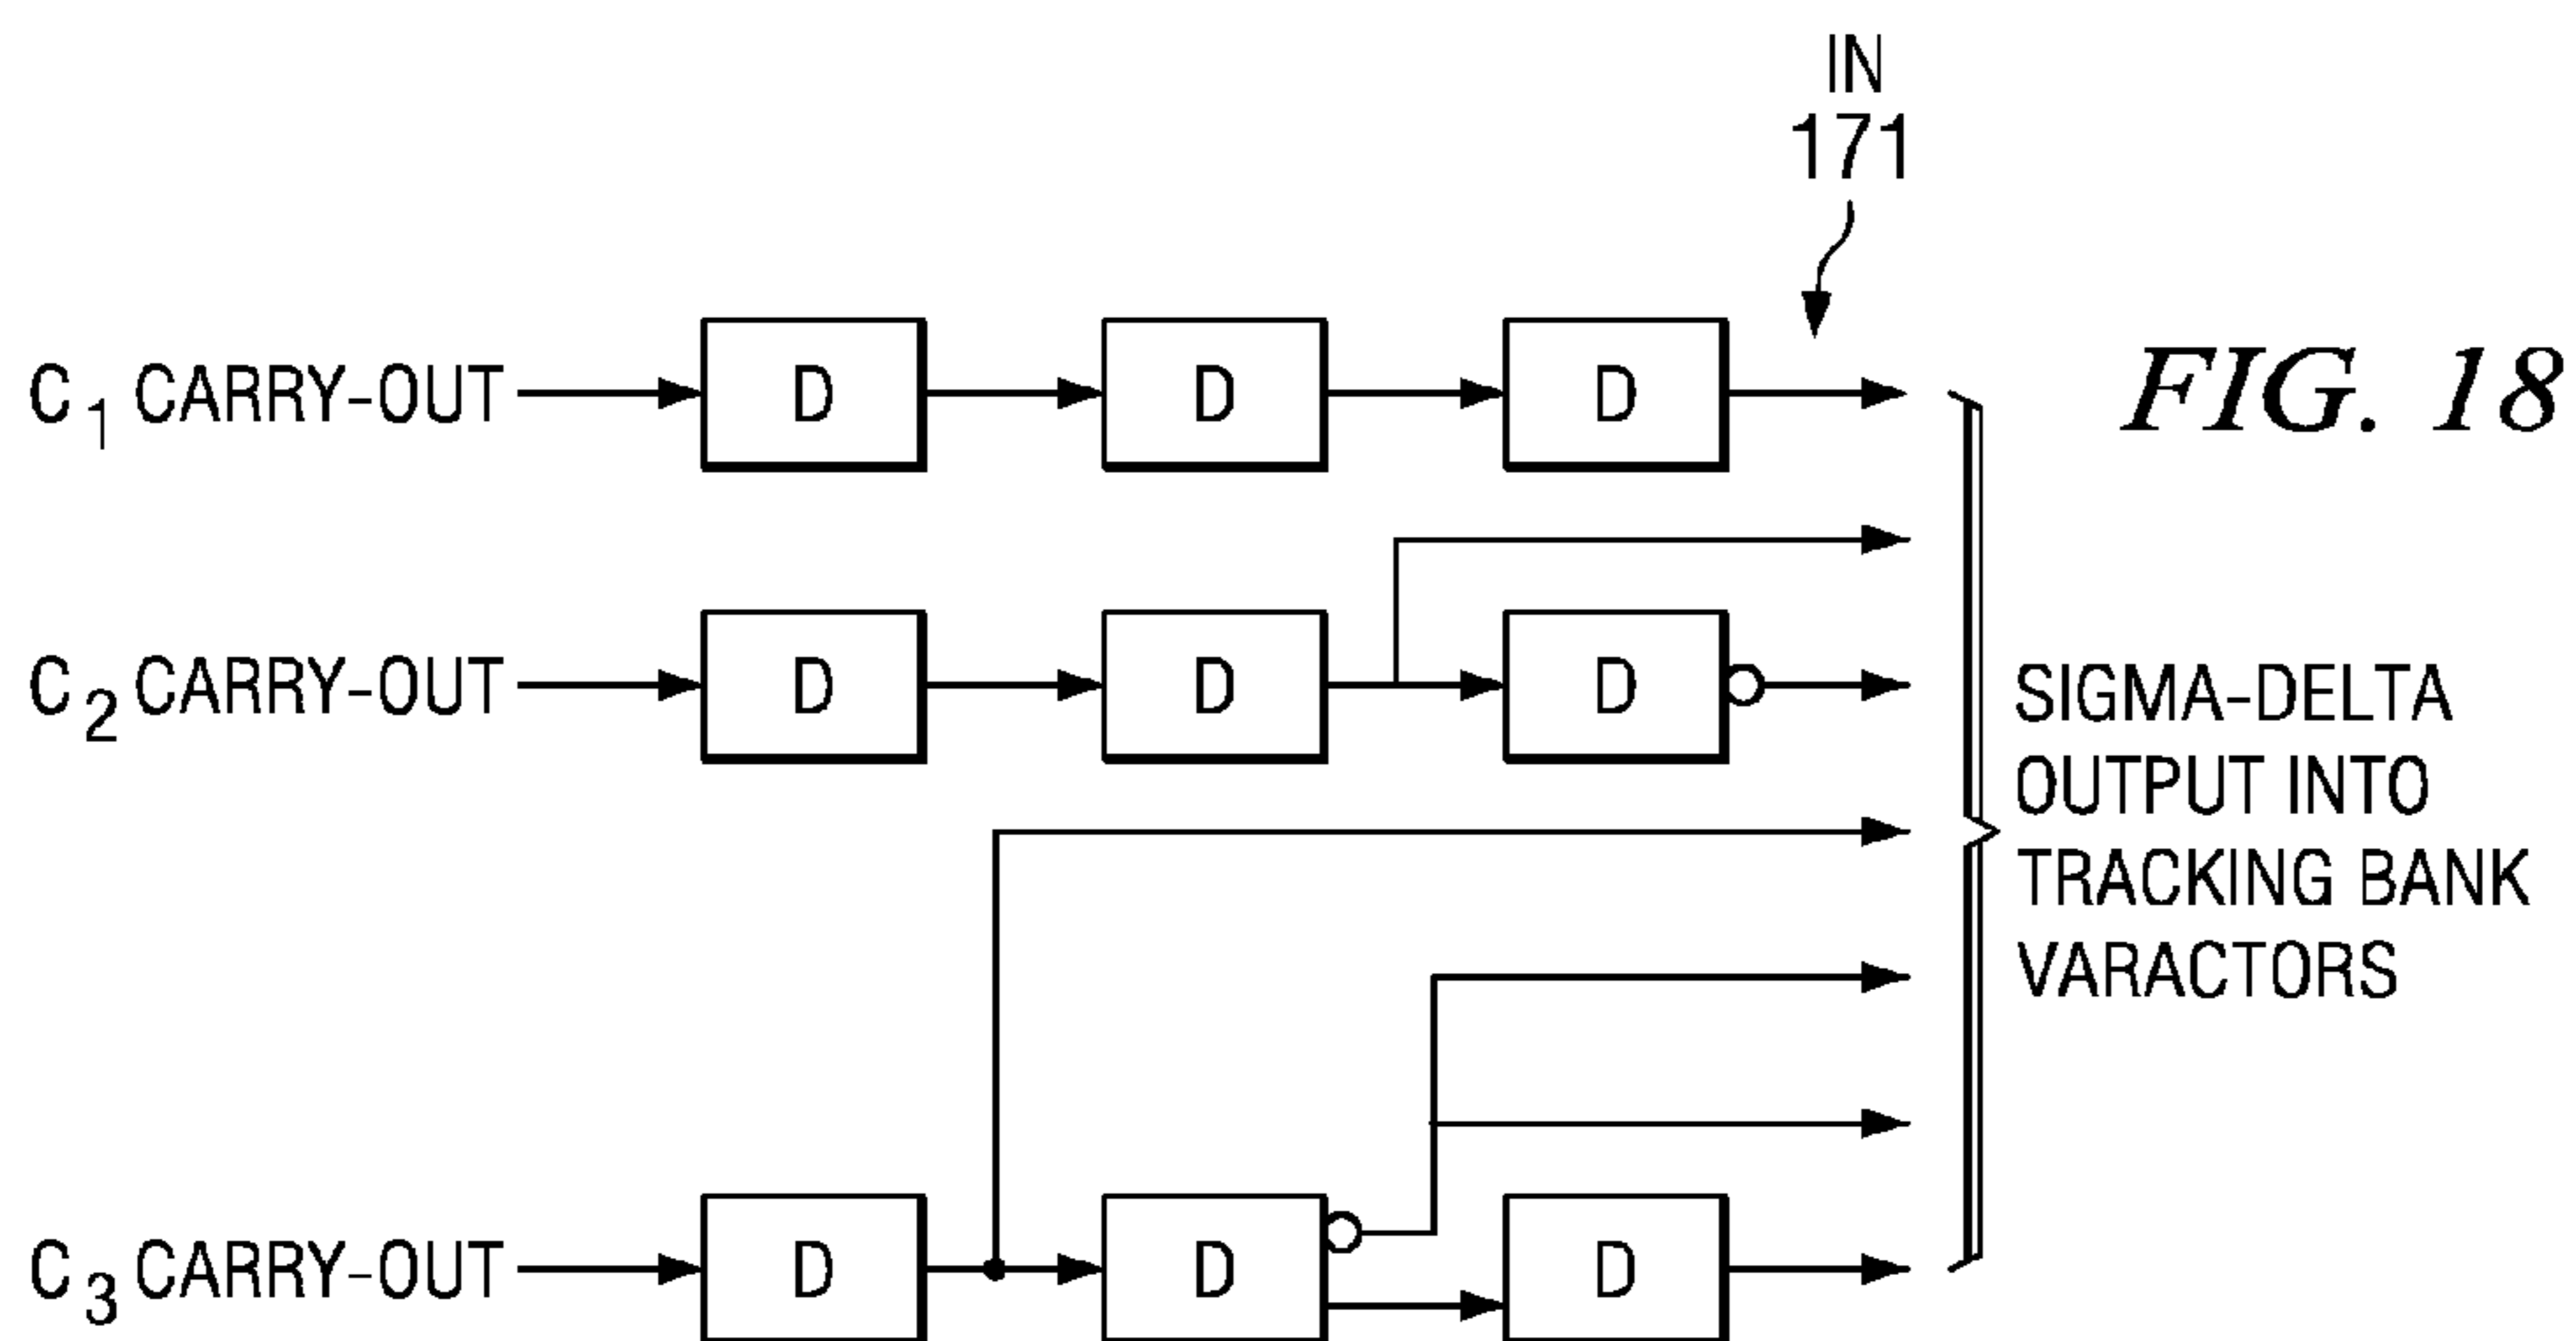 IN
171
FIG. 18
C1 CARRY-OUT
D
D
D
C2 CARRY-OUT
D
D
D
SIGMA-DELTA
OUTPUT INTO
TRACKING BANK
VARACTORS
C3 CARRY-OUT
D
D
D